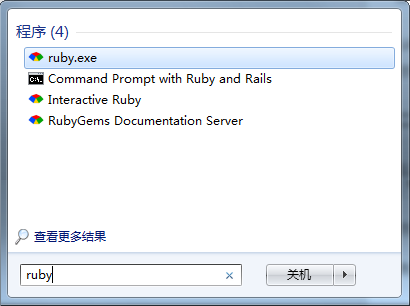 程序 (4)
ruby.exe
Command Prompt with Ruby and Rails
Interactive Ruby
RubyGems Documentation Server
查看更多结果
ruby
关机